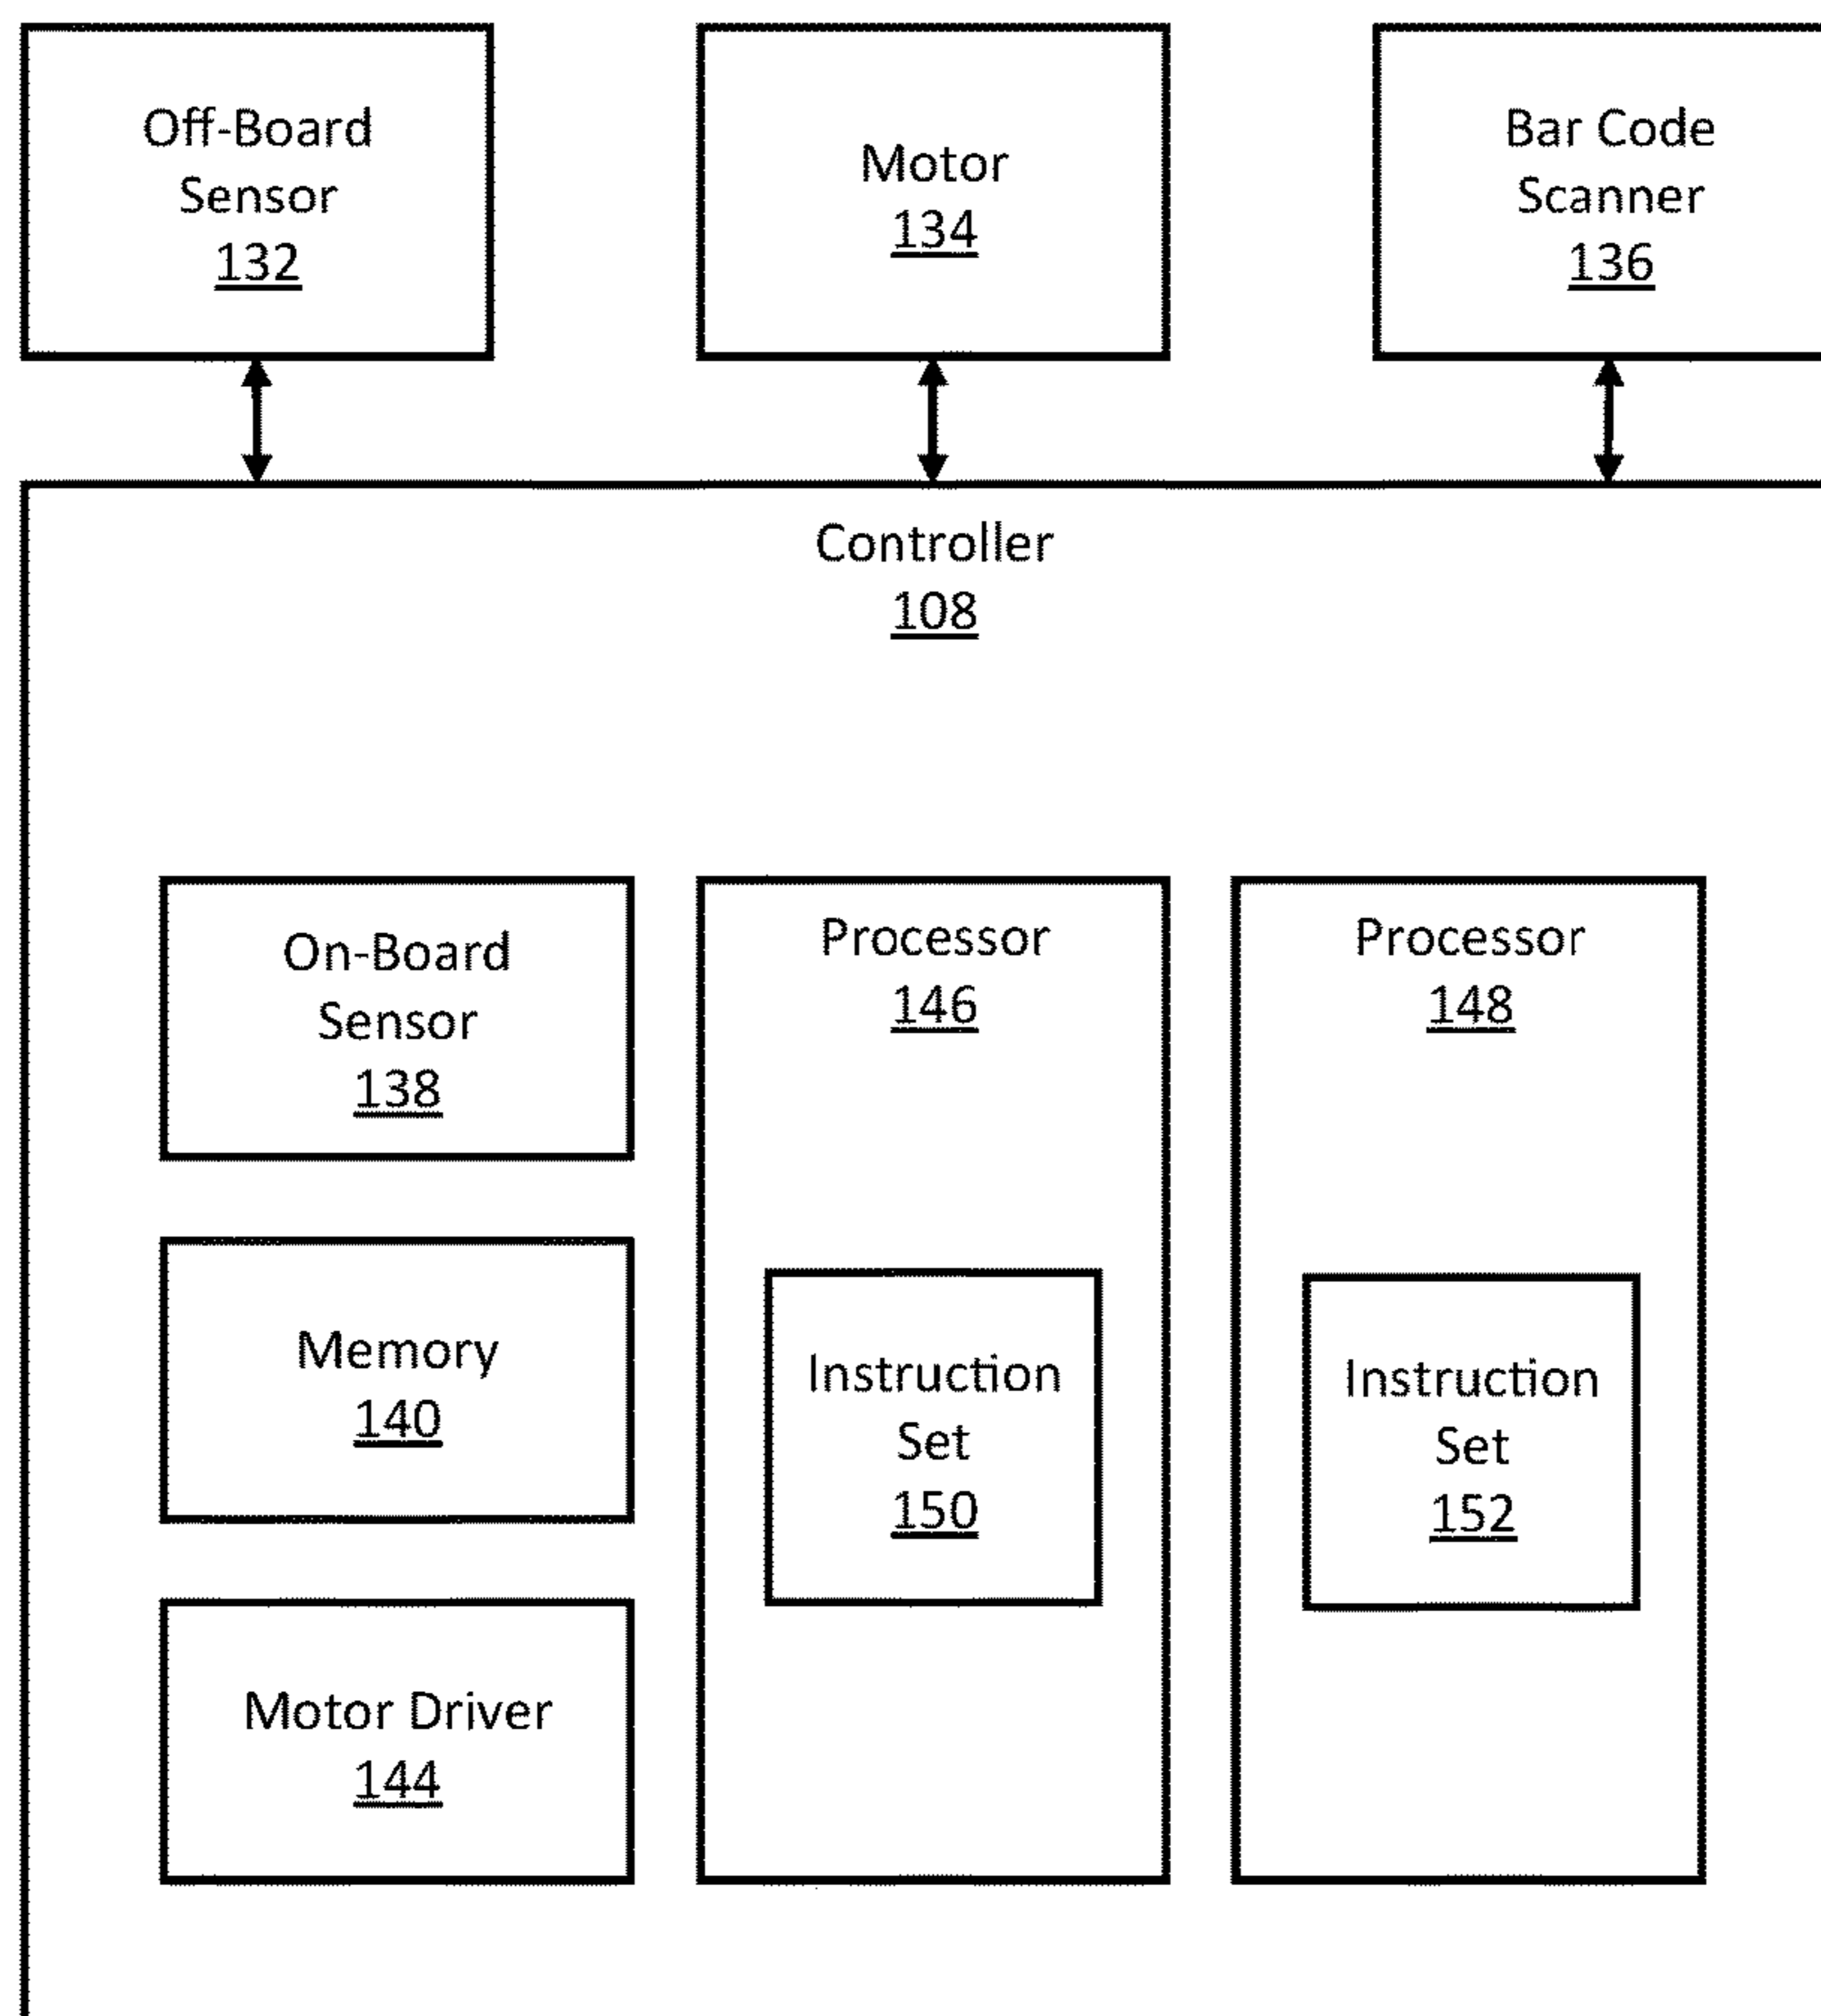 Off-Board
Sensor
132
Motor
134
Bar Code
Scanner
136
Controller
108
On-Board
Sensor
138
Memory
140
Motor Driver
144
Processor
146
Instruction
Set
150
Processor
148
Instruction
Set
152